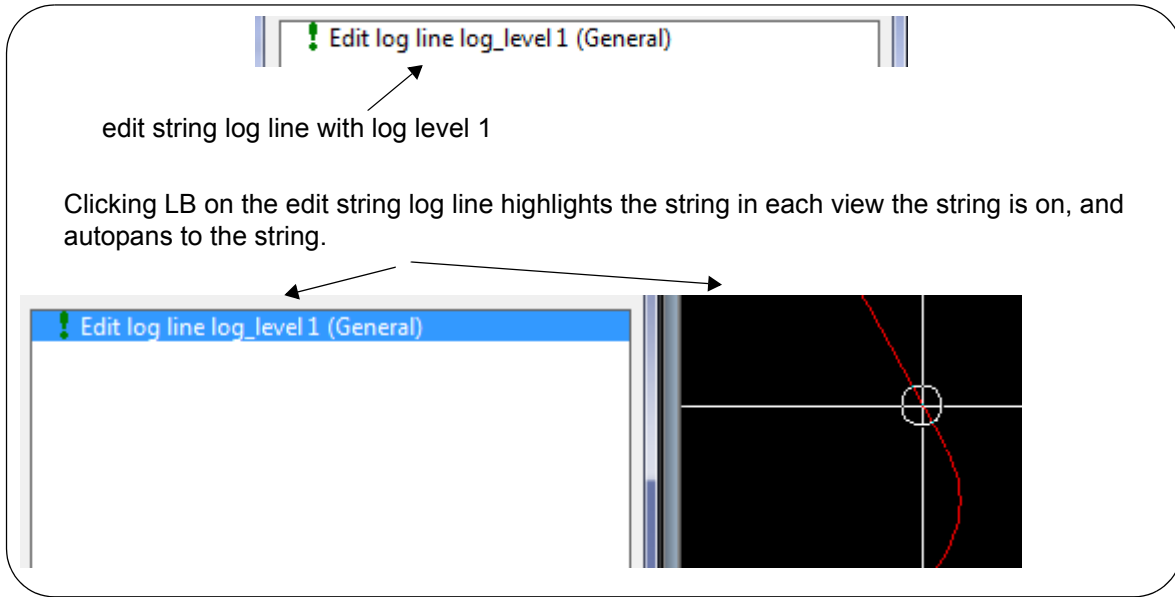 Edit log line log_level 1 (General)
edit string log line with log level 1
Clicking LB on the edit string log line highlights the string in each view the string is on, and
autopans to the string.
Edit log line log_level 1 (General)